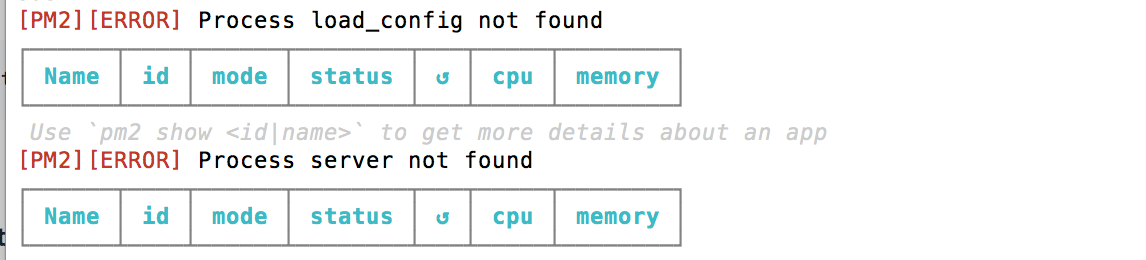 [PM2][ERROR] Process load_config not found
Name id mode status ↺ cpu memory
Use `pm2 show <id|name>` to get more details about an app
[PM2][ERROR] Process server not found
Name id mode status ↺ cpu memory